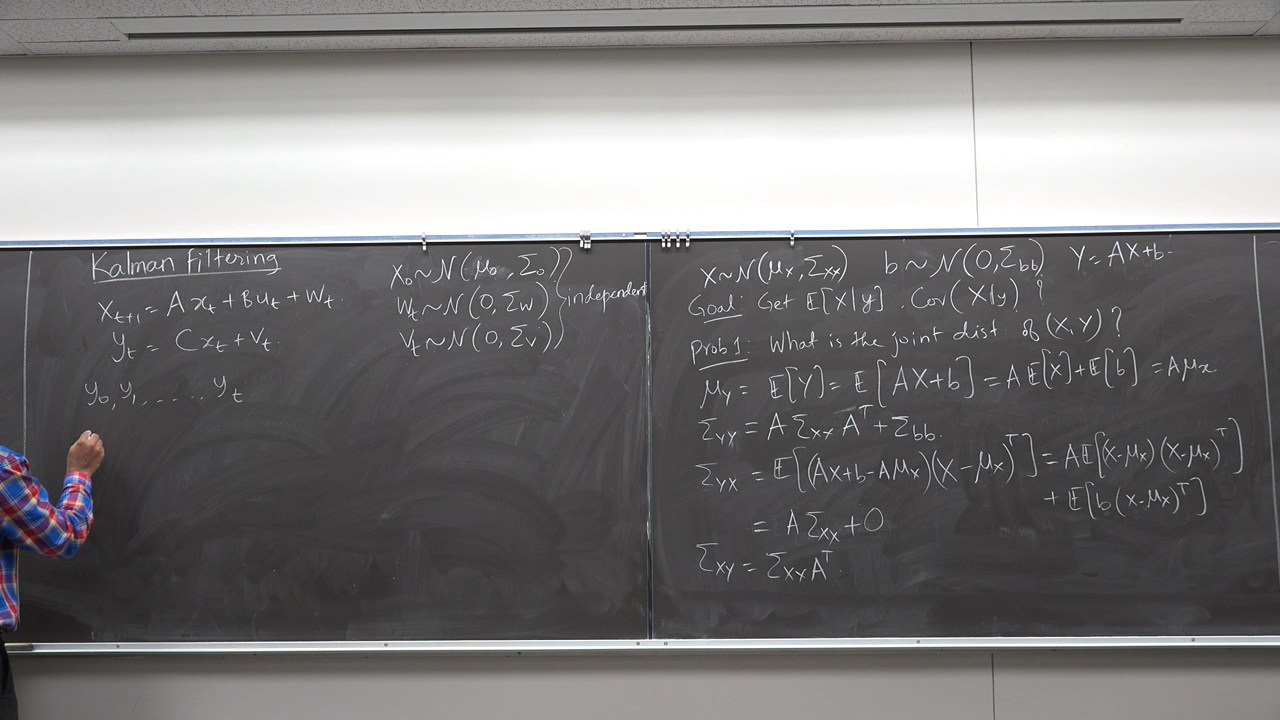 Kalman Filtering
x_{t+1} = A x_t + B u_t + w_t.
y_t = C x_t + v_t.
y_0, y_1, ..... y_t
x_0 ~ N(μ_0, Σ_0)
w_t ~ N(0, Σ_w) } independent
v_t ~ N(0, Σ_v)
X ~ N(μ_x, Σ_xx) b ~ N(0, Σ_bb) Y = AX + b.
Goal: Get E[X|y], Cov(X|y)?
Prob 1: What is the joint dist of (X, Y)?
μ_y = E[Y] = E[AX + b] = A E[X] + E[b] = A μ_x
Σ_YX = A Σ_xx A^T + Σ_bb.
Σ_YX = E[(AX + b - Aμ_x)(X - μ_x)^T] = A E[(X - μ_x)(X - μ_x)^T]
+ E[b(X - μ_x)^T]
= A Σ_xx + 0
Σ_XY = Σ_xx A^T